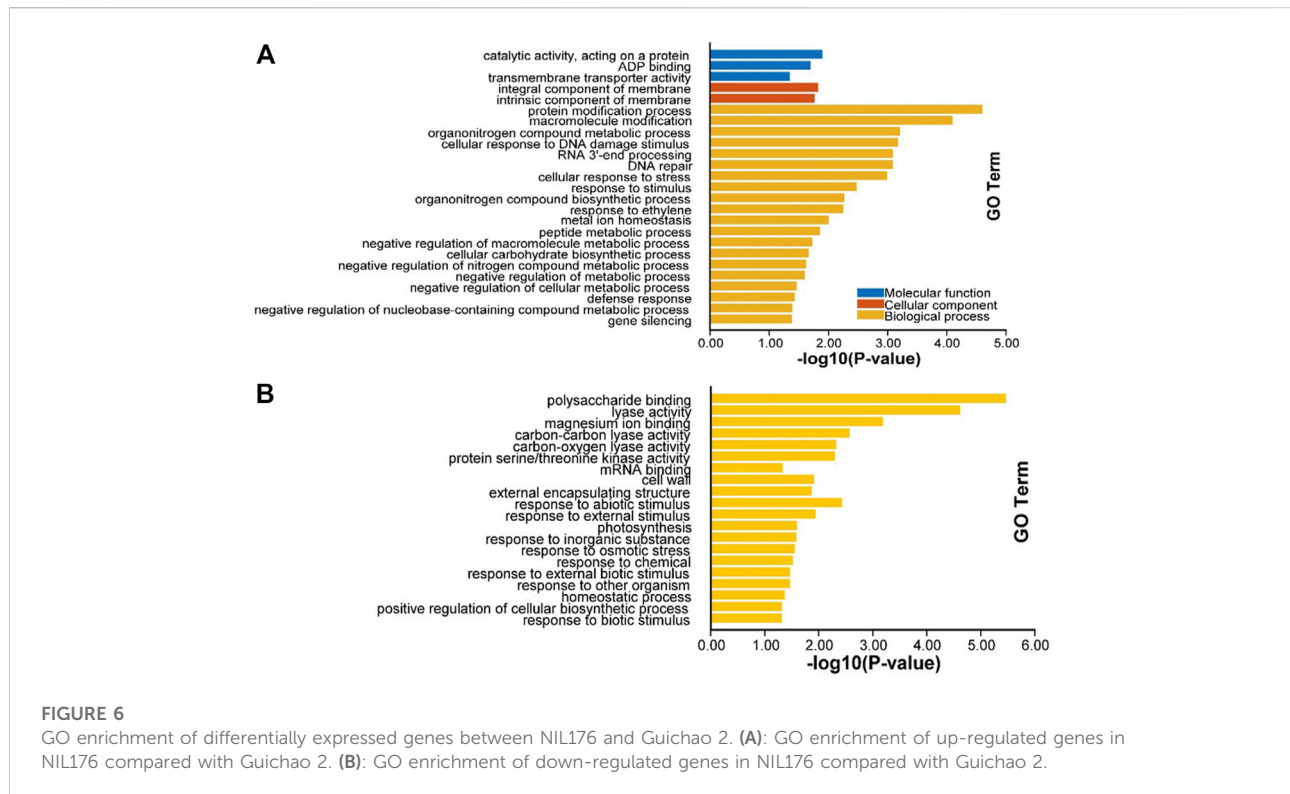 A
catalytic activity, acting on a protein
ADP binding
transmembrane transporter activity
integral component of membrane
intrinsic component of membrane
protein modification process
macromolecule modification
organonitrogen compound metabolic process
cellular response to DNA damage stimulus
RNA 3'-end processing
DNA repair
cellular response to stress
response to stimulus
organonitrogen compound biosynthetic process
response to ethylene
metal ion homeostasis
peptide metabolic process
negative regulation of macromolecule metabolic process
cellular carbohydrate biosynthetic process
negative regulation of nitrogen compound metabolic process
negative regulation of metabolic process
negative regulation of cellular metabolic process
defense response
negative regulation of nucleobase-containing compound metabolic process
gene silencing
GO Term
Molecular function
Cellular component
Biological process
0.00 1.00 2.00 3.00 4.00 5.00
-log10(P-value)
B
polysaccharide binding
lyase activity
magnesium ion binding
carbon-carbon lyase activity
carbon-oxygen lyase activity
protein serine/threonine kinase activity
mRNA binding
cell wall
external encapsulating structure
response to abiotic stimulus
response to external stimulus
photosynthesis
response to inorganic substance
response to osmotic stress
response to chemical
response to external biotic stimulus
response to other organism
homeostatic process
positive regulation of cellular biosynthetic process
response to biotic stimulus
GO Term
0.00 1.00 2.00 3.00 4.00 5.00 6.00
-log10(P-value)
FIGURE 6
GO enrichment of differentially expressed genes between NIL176 and Guichao 2. (A): GO enrichment of up-regulated genes in
NIL176 compared with Guichao 2. (B): GO enrichment of down-regulated genes in NIL176 compared with Guichao 2.